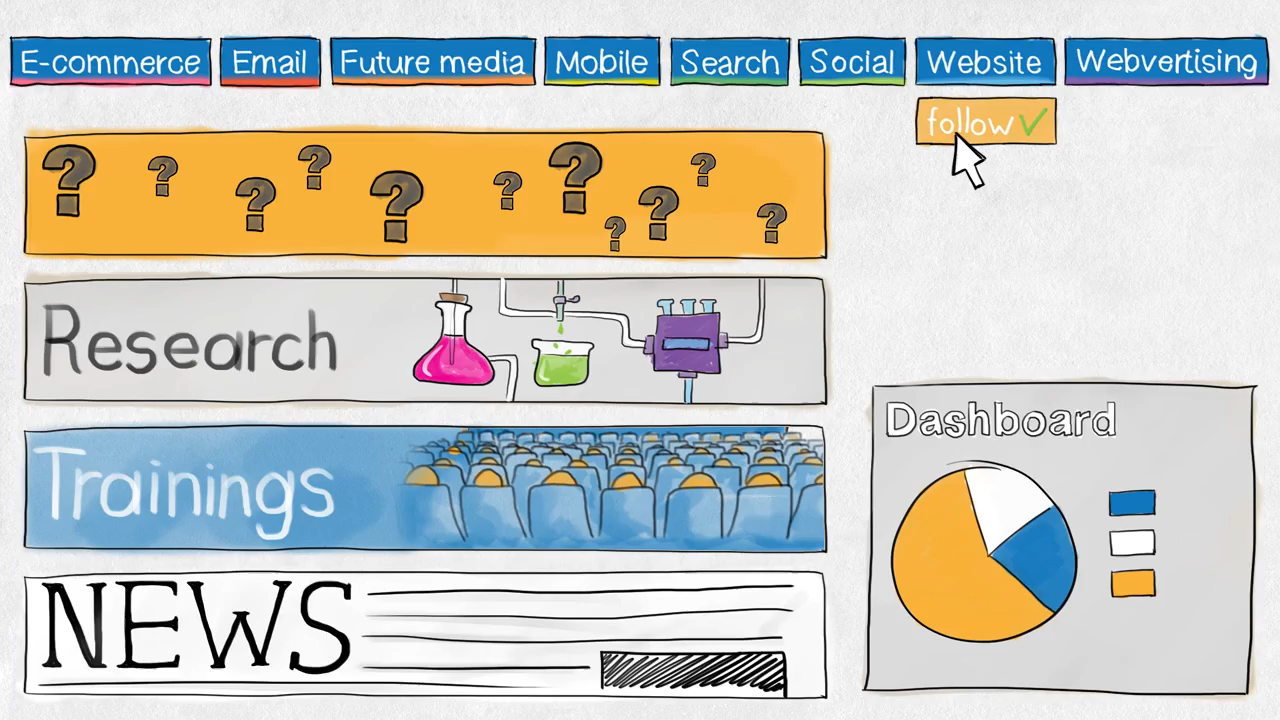 E-commerce Email Future media Mobile Search Social Website Webvertising
follow
? ? ? ? ? ? ? ? ? ? ?
Research
Trainings
NEWS
Dashboard